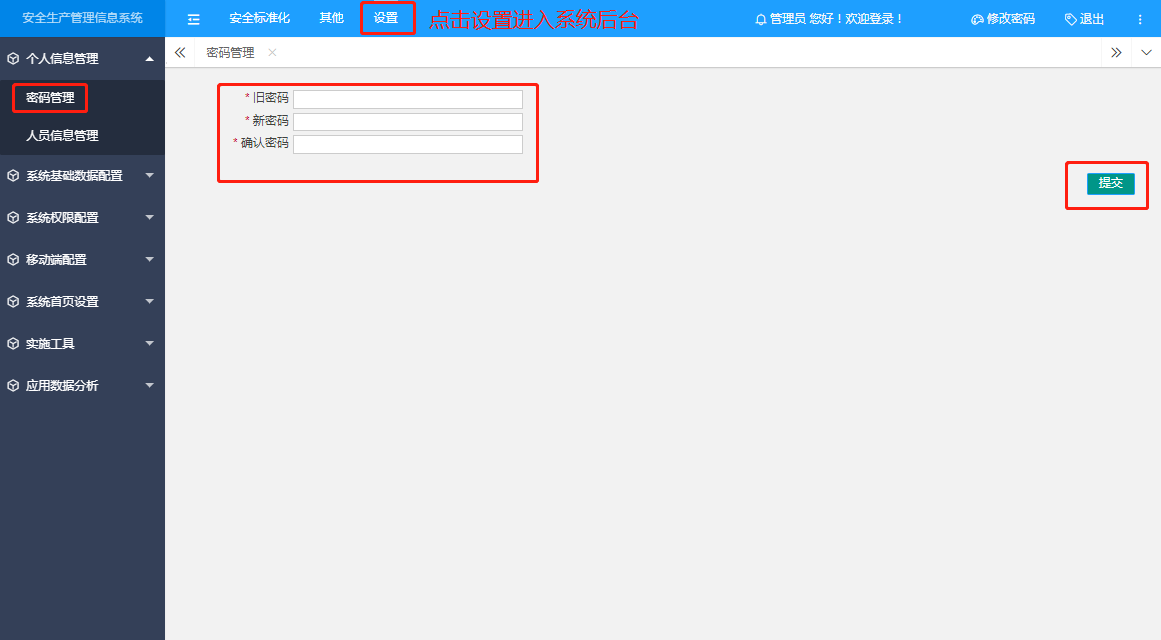 安全生产管理信息系统
安全标准化 其他 设置 点击设置进入系统后台 管理员 您好！欢迎登录！ 修改密码 退出
个人信息管理
密码管理
人员信息管理
系统基础数据配置
系统权限配置
移动端配置
系统首页设置
实施工具
应用数据分析
密码管理
* 旧密码
* 新密码
* 确认密码
提交